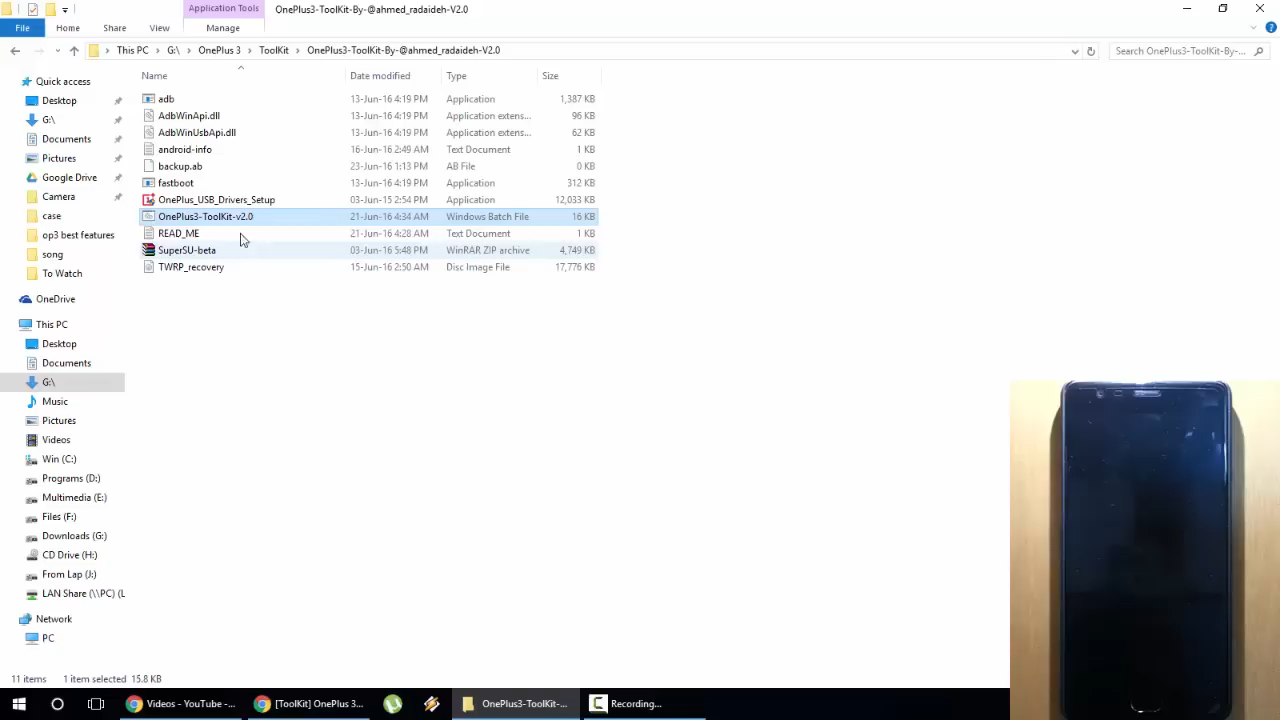 Application Tools
OnePlus3-ToolKit-By-@ahmed_radaideh-V2.0
File
Home
Share
View
Manage
This PC
G:\
OnePlus 3
ToolKit
OnePlus3-ToolKit-By-@ahmed_radaideh-V2.0
Search OnePlus3-ToolKit-By-...
Quick access
Desktop
G:\
Documents
Pictures
Google Drive
Camera
case
op3 best features
song
To Watch
OneDrive
This PC
Desktop
Documents
G:\
Music
Pictures
Videos
Win (C:)
Programs (D:)
Multimedia (E:)
Files (F:)
Downloads (G:)
CD Drive (H:)
From Lap (J:)
LAN Share (\\PC) (L
Network
PC
Name Date modified Type Size
adb 13-Jun-16 4:19 PM Application 1,387 KB
AdbWinApi.dll 13-Jun-16 4:19 PM Application extens... 96 KB
AdbWinUsbApi.dll 13-Jun-16 4:19 PM Application extens... 62 KB
android-info 16-Jun-16 2:49 AM Text Document 1 KB
backup.ab 23-Jun-16 1:13 PM AB File 0 KB
fastboot 13-Jun-16 4:19 PM Application 312 KB
OnePlus_USB_Drivers_Setup 03-Jun-15 2:54 PM Application 12,033 KB
OnePlus3-ToolKit-v2.0 21-Jun-16 4:34 AM Windows Batch File 16 KB
READ_ME 21-Jun-16 4:28 AM Text Document 1 KB
SuperSU-beta 03-Jun-16 5:48 PM WinRAR ZIP archive 4,749 KB
TWRP_recovery 15-Jun-16 2:50 AM Disc Image File 17,776 KB
11 items 1 item selected 15.8 KB
Videos - YouTube -...
[ToolKit] OnePlus 3...
OnePlus3-ToolKit-...
Recording...